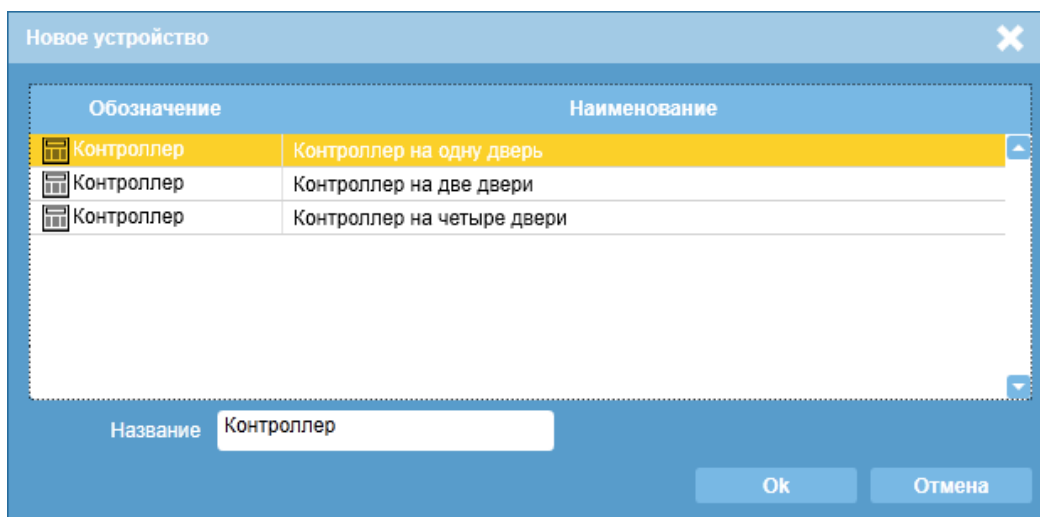 Новое устройство
Обозначение Наименование
Контроллер Контроллер на одну дверь
Контроллер Контроллер на две двери
Контроллер Контроллер на четыре двери
Название Контроллер
Ok Отмена